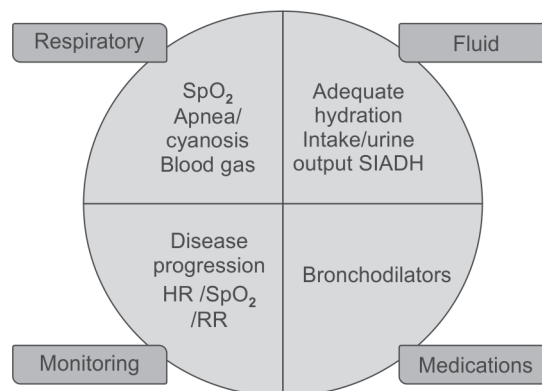 Respiratory
Fluid
SpO₂
Apnea/
cyanosis
Blood gas
Adequate
hydration
Intake/urine
output SIADH
Disease
progression
HR /SpO₂
/RR
Bronchodilators
Monitoring
Medications